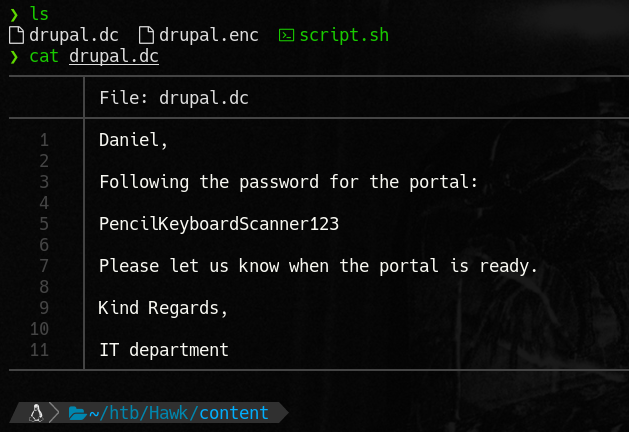 ❯ ls
drupal.dc drupal.enc script.sh
❯ cat drupal.dc
File: drupal.dc
1 Daniel,
2
3 Following the password for the portal:
4
5 PencilKeyboardScanner123
6
7 Please let us know when the portal is ready.
8
9 Kind Regards,
10
11 IT department
~/htb/Hawk/content